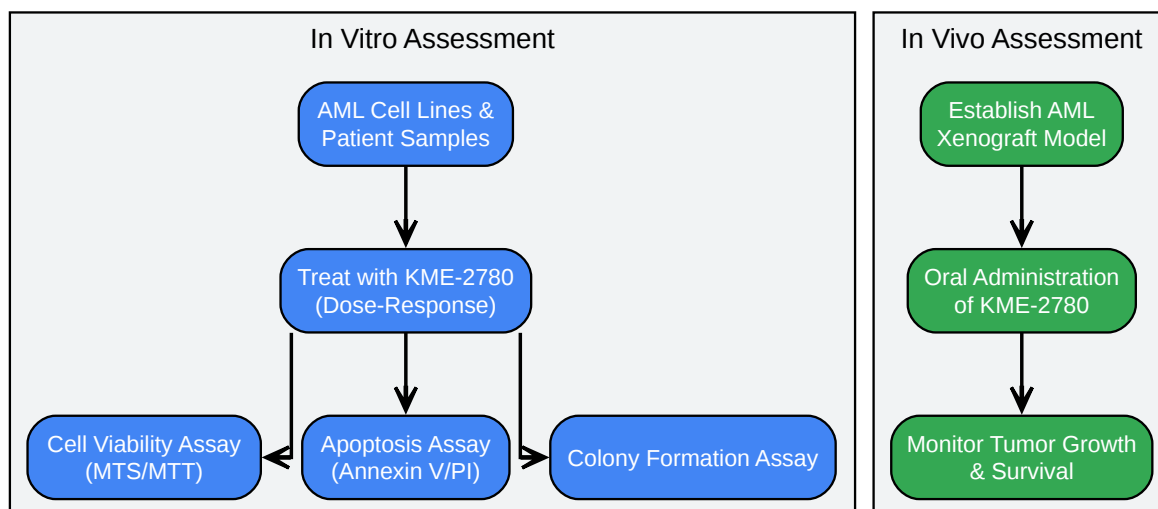 In Vitro Assessment
AML Cell Lines &
Patient Samples
Treat with KME-2780
(Dose-Response)
Cell Viability Assay
(MTS/MTT)
Apoptosis Assay
(Annexin V/PI)
Colony Formation Assay
In Vivo Assessment
Establish AML
Xenograft Model
Oral Administration
of KME-2780
Monitor Tumor Growth
& Survival